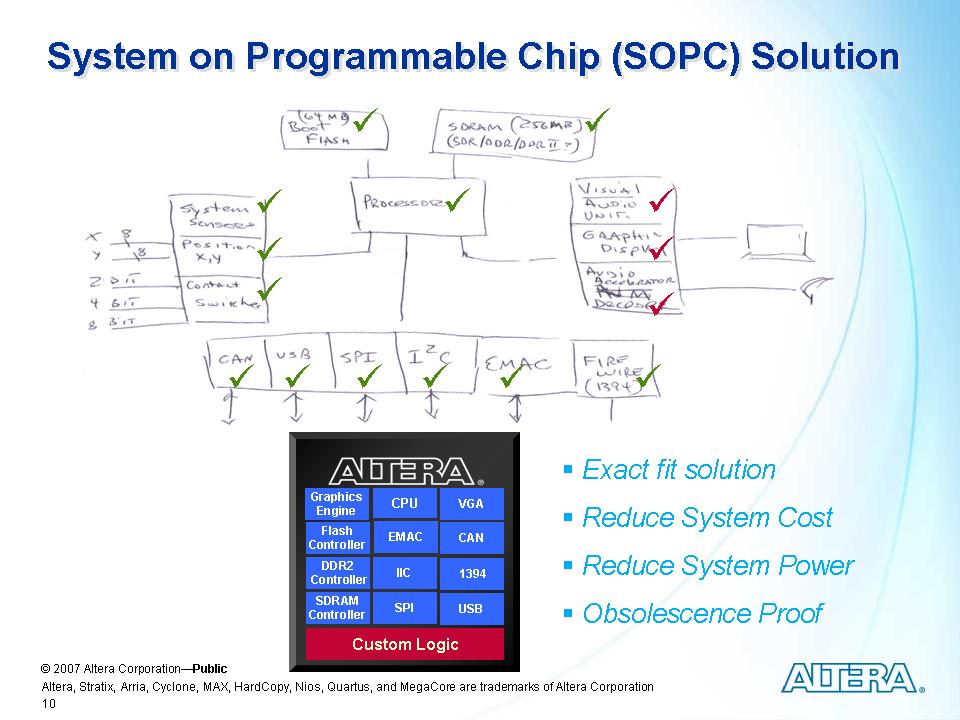 System on Programmable Chip (SOPC) Solution
(64 MB)
BOOT
FLASH
SDRAM (256MB)
(SDR/DDR/DDR II?)
PROCESSOR
SYSTEM
SENSORS
POSITION
X,Y
CONTACT
SWITCHES
X 8
Y 8
2 BIT
4 BIT
8 BIT
VISUAL
AUDIO
UNIT
GRAPHIC
DISPLAY
AUDIO
ACCELERATOR
DECODER
CAN
USB
SPI
I²C
EMAC
FIRE
WIRE
(1394)
ALTERA
Graphics
Engine
CPU
VGA
Flash
Controller
EMAC
CAN
DDR2
Controller
IIC
1394
SDRAM
Controller
SPI
USB
Custom Logic
▪ Exact fit solution
▪ Reduce System Cost
▪ Reduce System Power
▪ Obsolescence Proof
© 2007 Altera Corporation—Public
Altera, Stratix, Arria, Cyclone, MAX, HardCopy, Nios, Quartus, and MegaCore are trademarks of Altera Corporation
10
ALTERA®